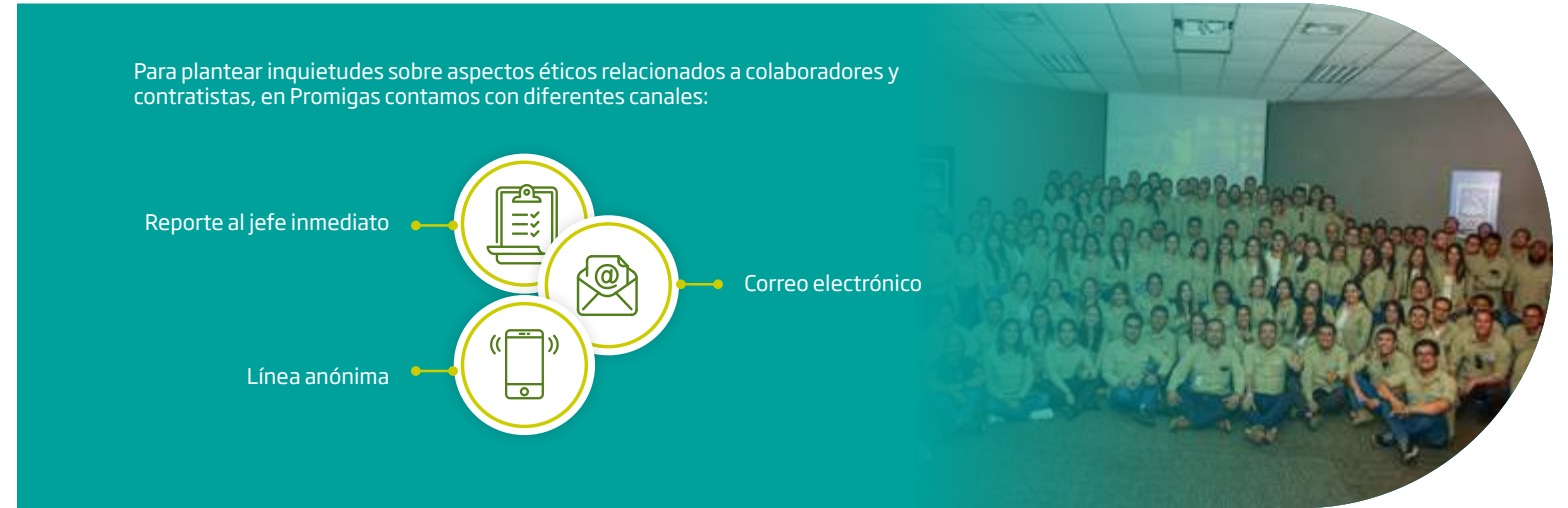 Para plantear inquietudes sobre aspectos éticos relacionados a colaboradores y
contratistas, en Promigas contamos con diferentes canales:
Reporte al jefe inmediato
Correo electrónico
Línea anónima